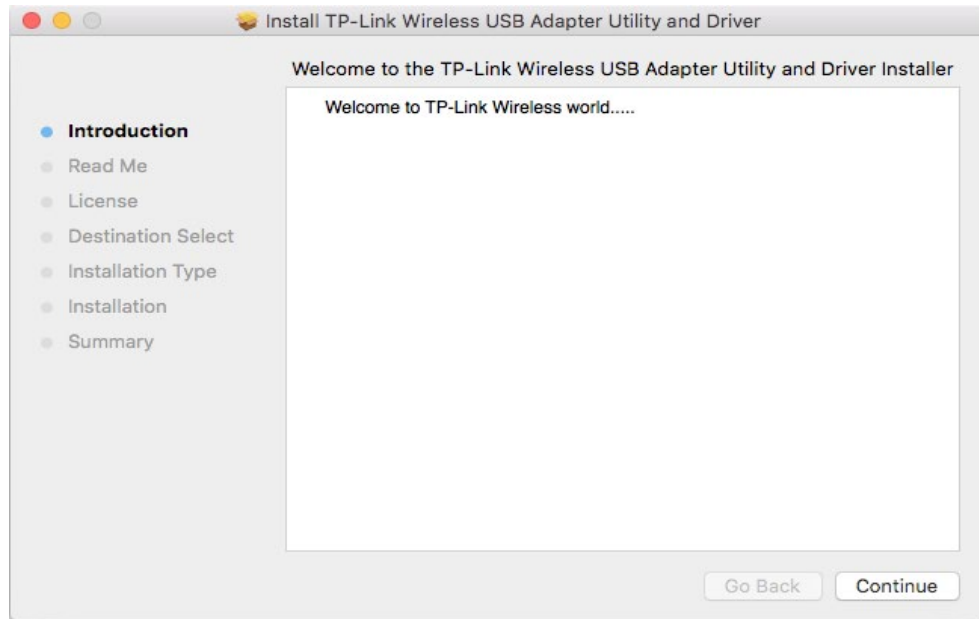 Install TP-Link Wireless USB Adapter Utility and Driver
Welcome to the TP-Link Wireless USB Adapter Utility and Driver Installer
Welcome to TP-Link Wireless world.....
Introduction
Read Me
License
Destination Select
Installation Type
Installation
Summary
Go Back
Continue